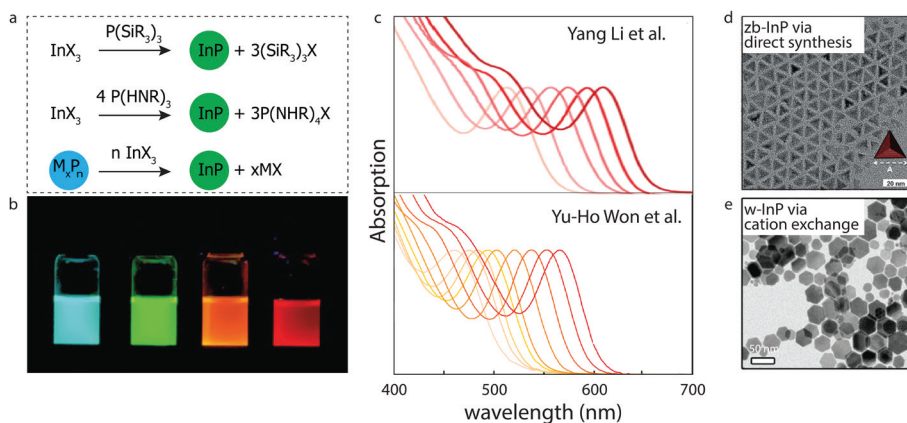 a
P(SiR₃)₃
InX₃ InP + 3(SiR₃)₃X
4 P(HNR)₃
InX₃ InP + 3P(NHR)₄X
n InX₃
MₓPₙ InP + xMX
b
c
Yang Li et al.
Yu-Ho Won et al.
Absorption
400 500 600 700
wavelength (nm)
d
zb-InP via
direct synthesis
A
20 nm
e
w-InP via
cation exchange
50 nm